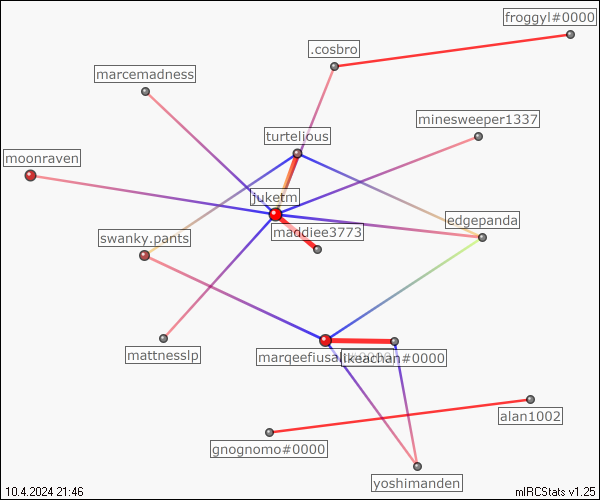 froggyl#0000
.cosbro
marcemadness
minesweeper1337
turtelious
moonraven
juketm
edgepanda
maddiee3773
swanky.pants
mattnesslp
ikeachan#0000
alan1002
gnognomo#0000
yoshimanden
10.4.2024 21:46
mIRCStats v1.25